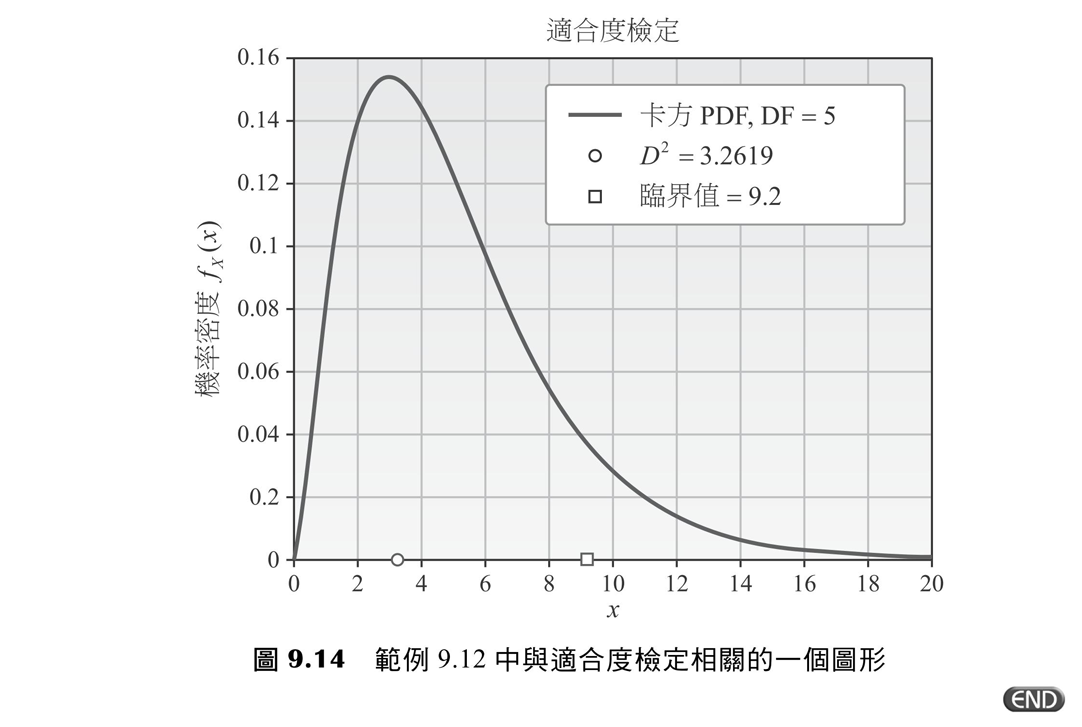 適合度檢定
0.16
0.14
0.12
0.1
0.08
0.06
0.04
0.2
0
機率密度 fX(x)
卡方 PDF, DF = 5
D² = 3.2619
臨界值 = 9.2
0 2 4 6 8 10 12 14 16 18 20
x
圖 9.14 範例 9.12 中與適合度檢定相關的一個圖形
END